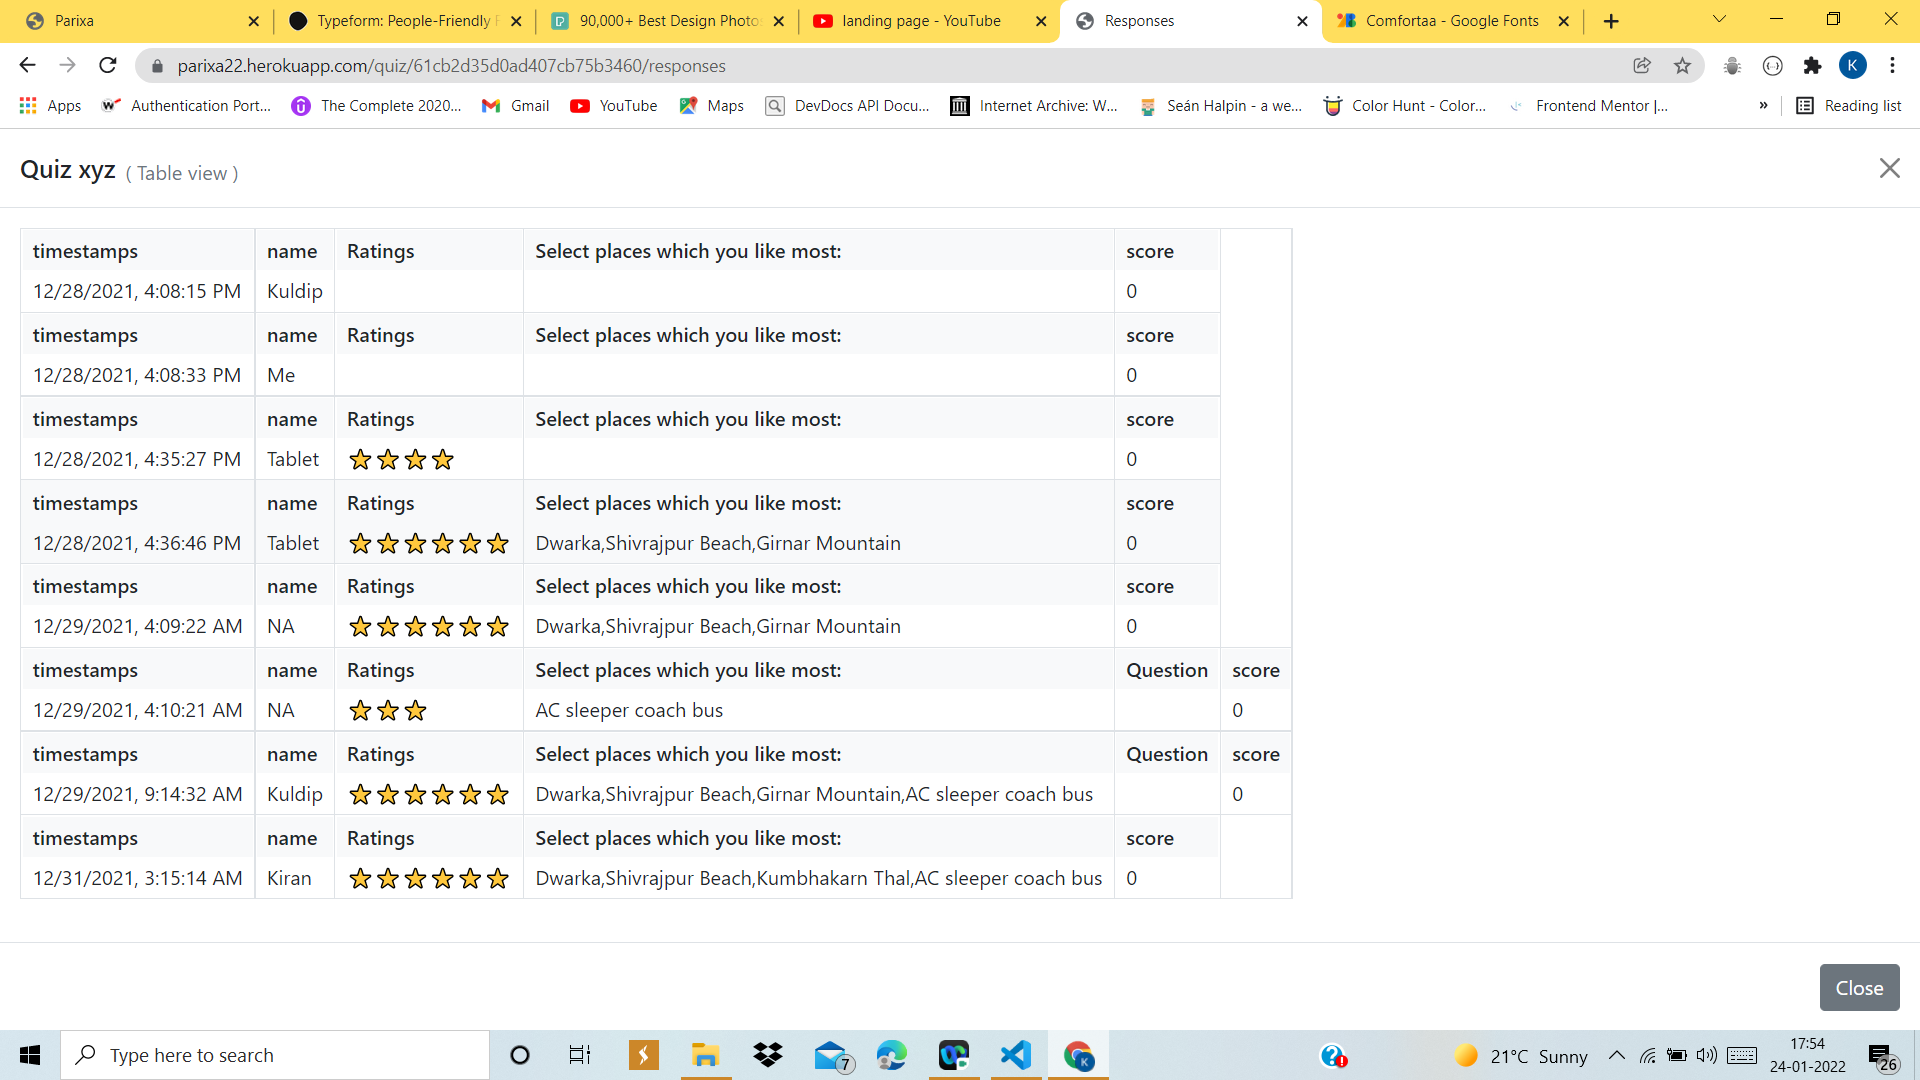 Parixa
Typeform: People-Friendly F
90,000+ Best Design Photos
landing page - YouTube
Responses
Comfortaa - Google Fonts
parixa22.herokuapp.com/quiz/61cb2d35d0ad407cb75b3460/responses
K
Apps
Authentication Port...
The Complete 2020...
Gmail
YouTube
Maps
DevDocs API Docu...
Internet Archive: W...
Seán Halpin - a we...
Color Hunt - Color...
Frontend Mentor |...
»
Reading list
Quiz xyz ( Table view )
timestamps name Ratings Select places which you like most: score
12/28/2021, 4:08:15 PM Kuldip 0
timestamps name Ratings Select places which you like most: score
12/28/2021, 4:08:33 PM Me 0
timestamps name Ratings Select places which you like most: score
12/28/2021, 4:35:27 PM Tablet ⭐⭐⭐⭐ 0
timestamps name Ratings Select places which you like most: score
12/28/2021, 4:36:46 PM Tablet ⭐⭐⭐⭐⭐⭐ Dwarka,Shivrajpur Beach,Girnar Mountain 0
timestamps name Ratings Select places which you like most: score
12/29/2021, 4:09:22 AM NA ⭐⭐⭐⭐⭐⭐ Dwarka,Shivrajpur Beach,Girnar Mountain 0
timestamps name Ratings Select places which you like most: Question score
12/29/2021, 4:10:21 AM NA ⭐⭐⭐ AC sleeper coach bus 0
timestamps name Ratings Select places which you like most: Question score
12/29/2021, 9:14:32 AM Kuldip ⭐⭐⭐⭐⭐⭐ Dwarka,Shivrajpur Beach,Girnar Mountain,AC sleeper coach bus 0
timestamps name Ratings Select places which you like most: score
12/31/2021, 3:15:14 AM Kiran ⭐⭐⭐⭐⭐⭐ Dwarka,Shivrajpur Beach,Kumbhakarn Thal,AC sleeper coach bus 0
Close
Type here to search
7
K
21°C Sunny
17:54
24-01-2022
26